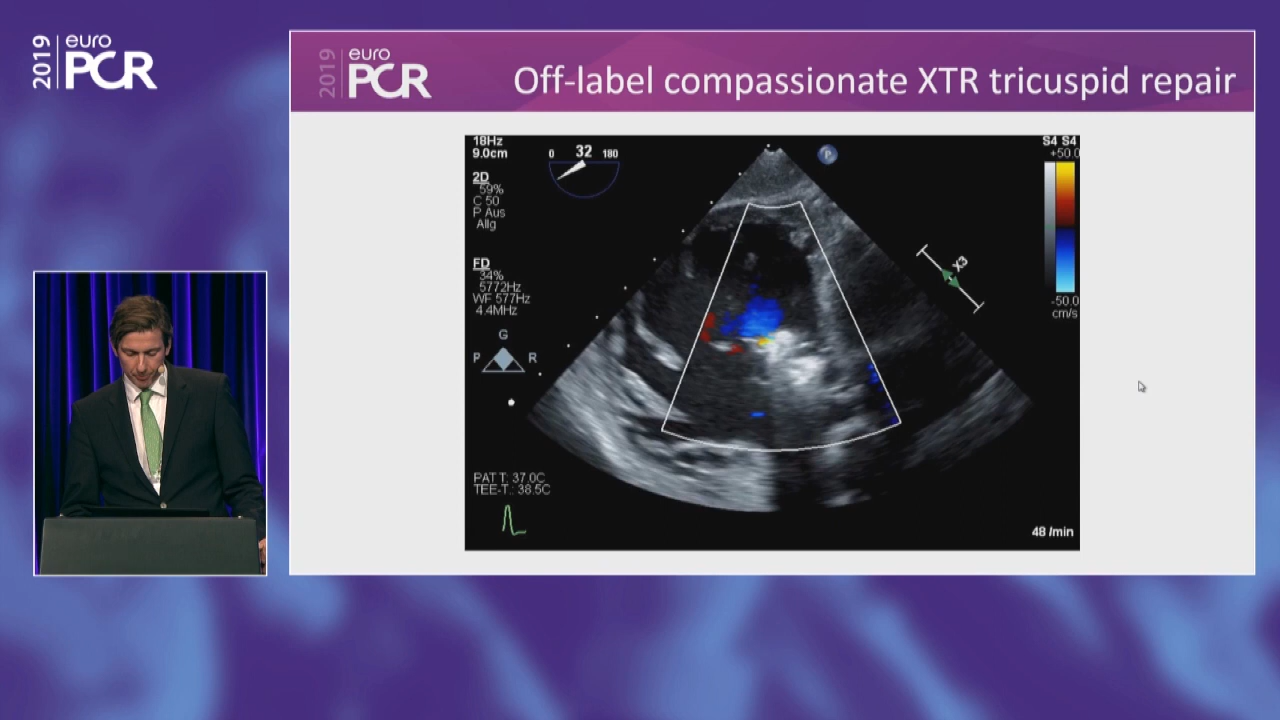 2019 euro PCR
2019 euro PCR
Off-label compassionate XTR tricuspid repair
18Hz
9.0cm
0 32 180
P
S4 S4
+50.0
2D
59%
C 50
P Aus
Allg
X3
FD
34%
5772Hz
WF 577Hz
4.4MHz
-50.0
cm/s
G
P R
PAT T: 37.0C
TEE-T.: 38.5C
48 /min